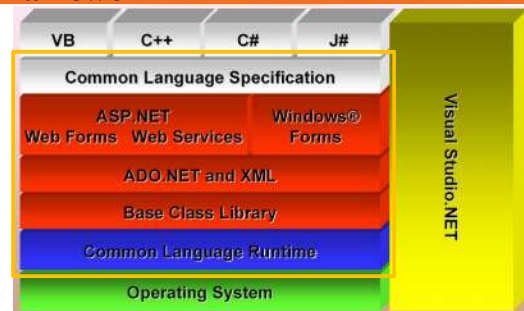 VB C++ C# J#
Common Language Specification
ASP.NET
Web Forms Web Services
Windows®
Forms
ADO.NET and XML
Base Class Library
Common Language Runtime
Operating System
Visual Studio.NET